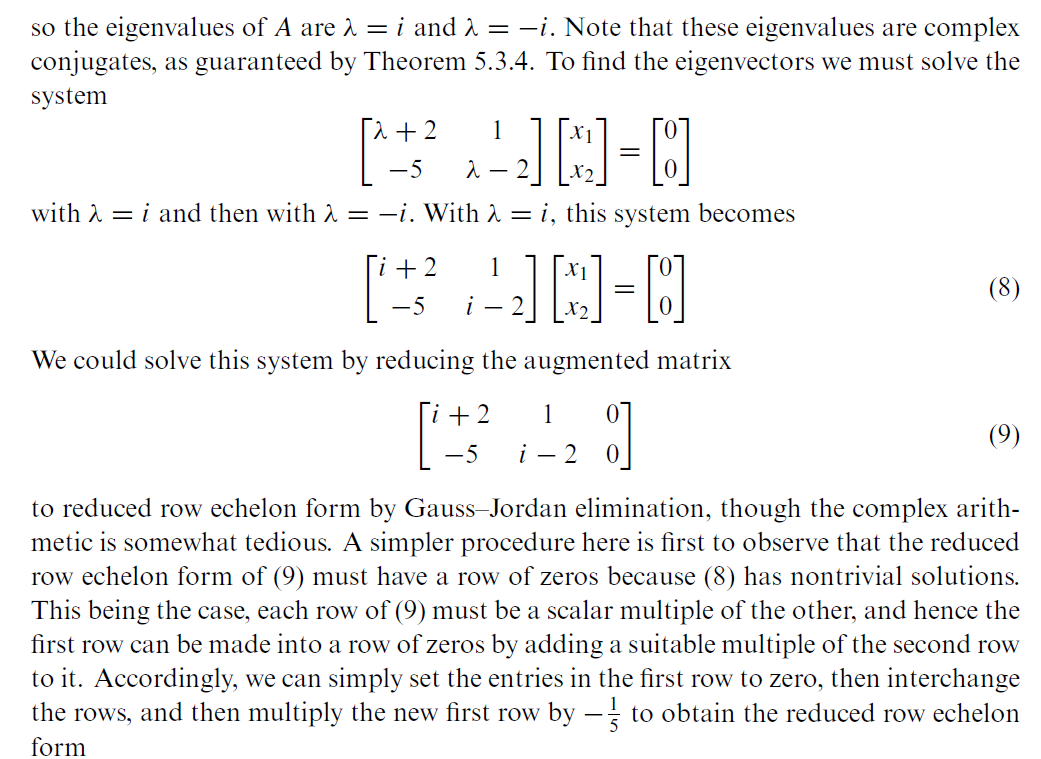 so the eigenvalues of A are λ = i and λ = −i. Note that these eigenvalues are complex
conjugates, as guaranteed by Theorem 5.3.4. To find the eigenvectors we must solve the
system
[λ + 2 1; −5 λ − 2] [x₁; x₂] = [0; 0]
with λ = i and then with λ = −i. With λ = i, this system becomes
[i + 2 1; −5 i − 2] [x₁; x₂] = [0; 0] (8)
We could solve this system by reducing the augmented matrix
[i + 2 1 0; −5 i − 2 0] (9)
to reduced row echelon form by Gauss–Jordan elimination, though the complex arith-
metic is somewhat tedious. A simpler procedure here is first to observe that the reduced
row echelon form of (9) must have a row of zeros because (8) has nontrivial solutions.
This being the case, each row of (9) must be a scalar multiple of the other, and hence the
first row can be made into a row of zeros by adding a suitable multiple of the second row
to it. Accordingly, we can simply set the entries in the first row to zero, then interchange
the rows, and then multiply the new first row by −1/5 to obtain the reduced row echelon
form